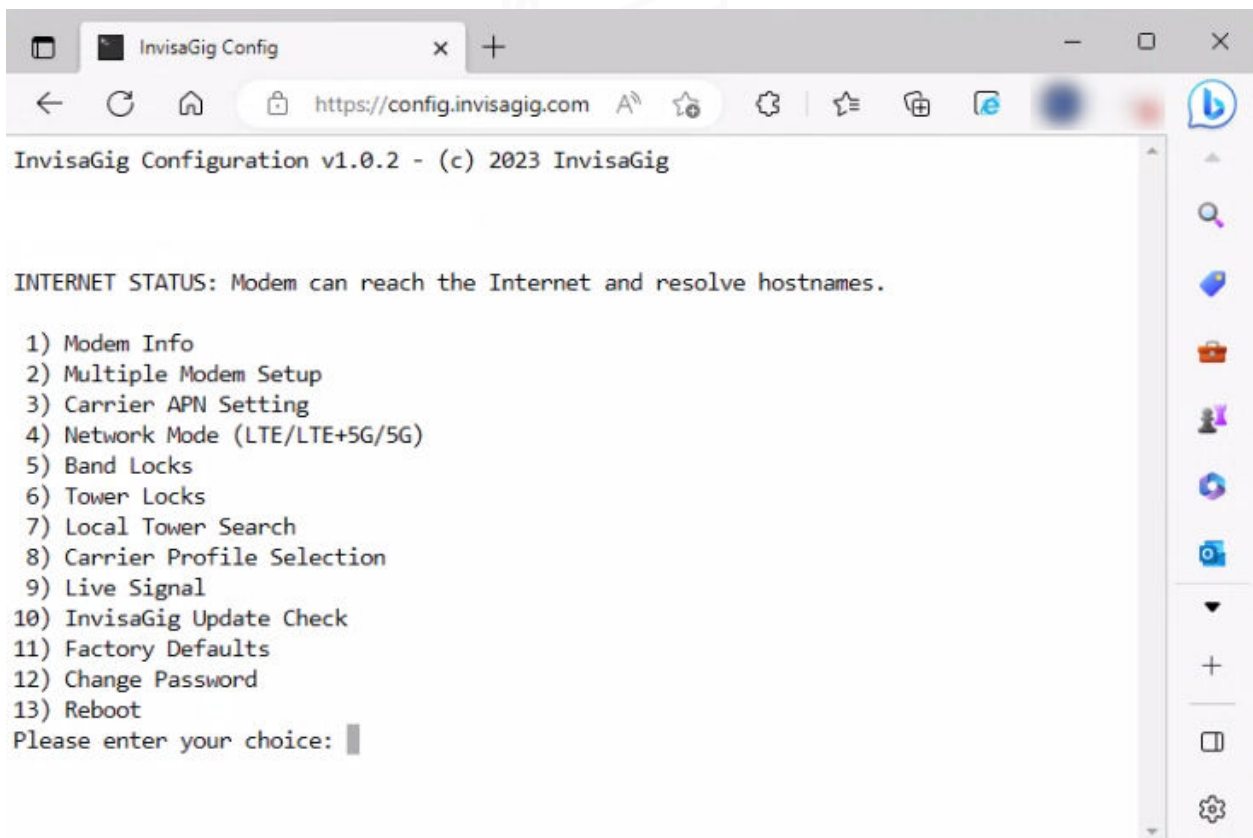 InvisaGig Config
https://config.invisagig.com
InvisaGig Configuration v1.0.2 - (c) 2023 InvisaGig
INTERNET STATUS: Modem can reach the Internet and resolve hostnames.
1) Modem Info
2) Multiple Modem Setup
3) Carrier APN Setting
4) Network Mode (LTE/LTE+5G/5G)
5) Band Locks
6) Tower Locks
7) Local Tower Search
8) Carrier Profile Selection
9) Live Signal
10) InvisaGig Update Check
11) Factory Defaults
12) Change Password
13) Reboot
Please enter your choice: